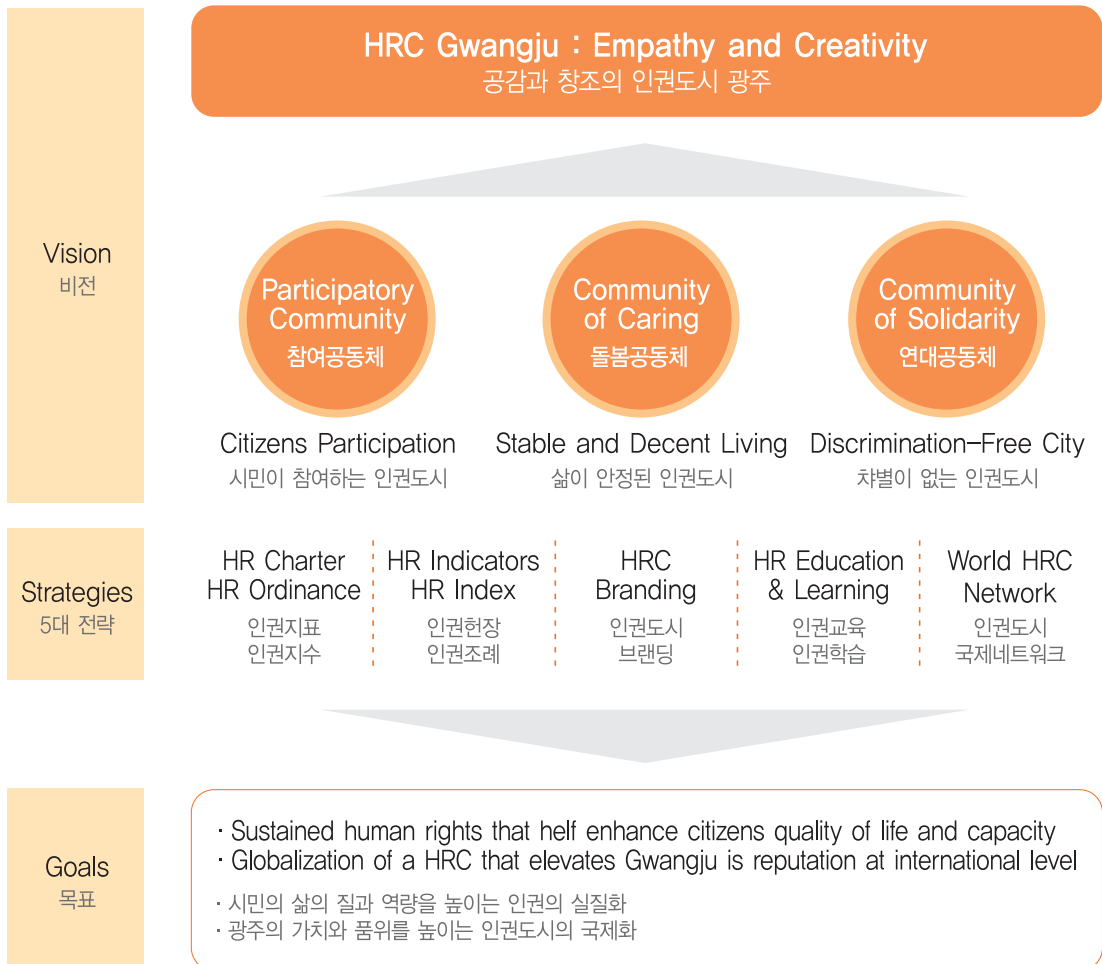 HRC Gwangju : Empathy and Creativity
공감과 창조의 인권도시 광주
Vision
비전
Participatory
Community
참여공동체
Community
of Caring
돌봄공동체
Community
of Solidarity
연대공동체
Citizens Participation
시민이 참여하는 인권도시
Stable and Decent Living
삶이 안정된 인권도시
Discrimination-Free City
챠별이 없는 인권도시
Strategies
5대 전략
HR Charter
HR Ordinance
인권지표
인권지수
HR Indicators
HR Index
인권헌장
인권조례
HRC
Branding
인권도시
브랜딩
HR Education
& Learning
인권교육
인권학습
World HRC
Network
인권도시
국제네트워크
Goals
목표
· Sustained human rights that helf enhance citizens quality of life and capacity
· Globalization of a HRC that elevates Gwangju is reputation at international level
· 시민의 삶의 질과 역량을 높이는 인권의 실질화
· 광주의 가치와 품위를 높이는 인권도시의 국제화